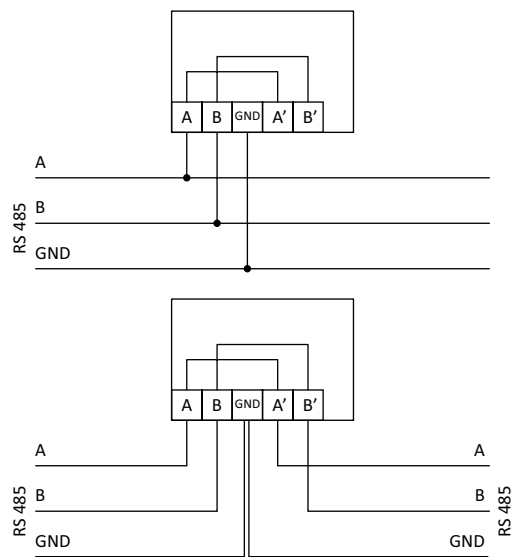 A B GND A’ B’
A
B
GND
RS 485
A B GND A’ B’
A A
B B
GND GND
RS 485 RS 485